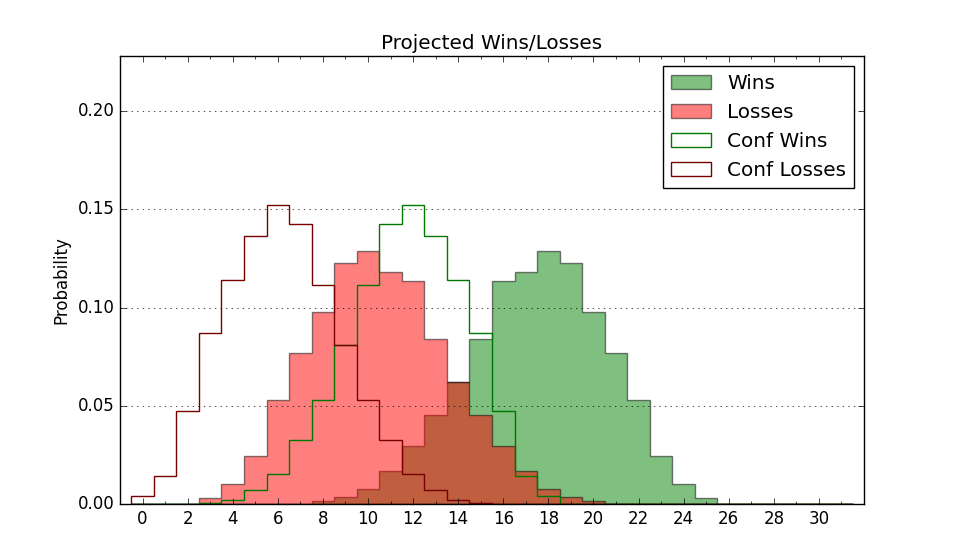 Projected Wins/Losses
Wins
Losses
Conf Wins
Conf Losses
Probability
0.20
0.15
0.10
0.05
0.00
0 2 4 6 8 10 12 14 16 18 20 22 24 26 28 30